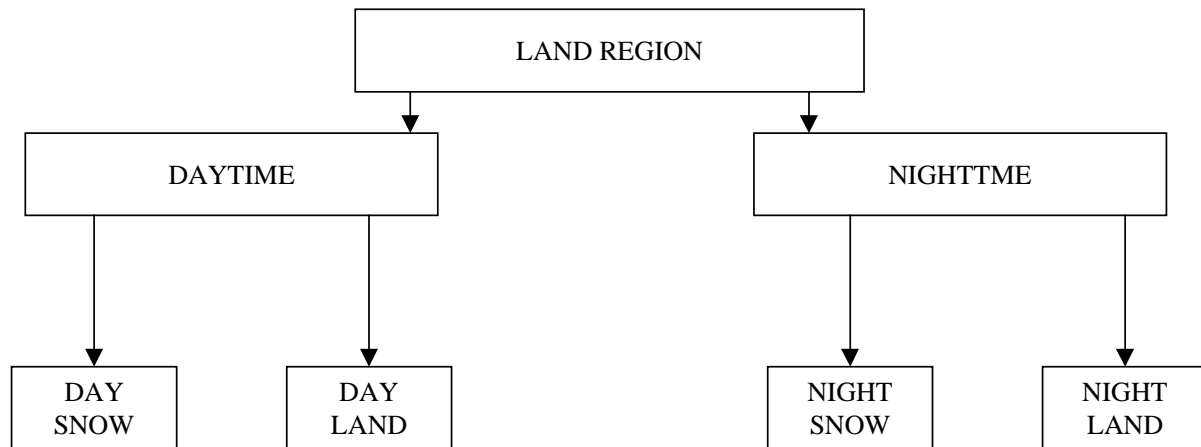 LAND REGION
DAYTIME
NIGHTTME
DAY
SNOW
DAY
LAND
NIGHT
SNOW
NIGHT
LAND